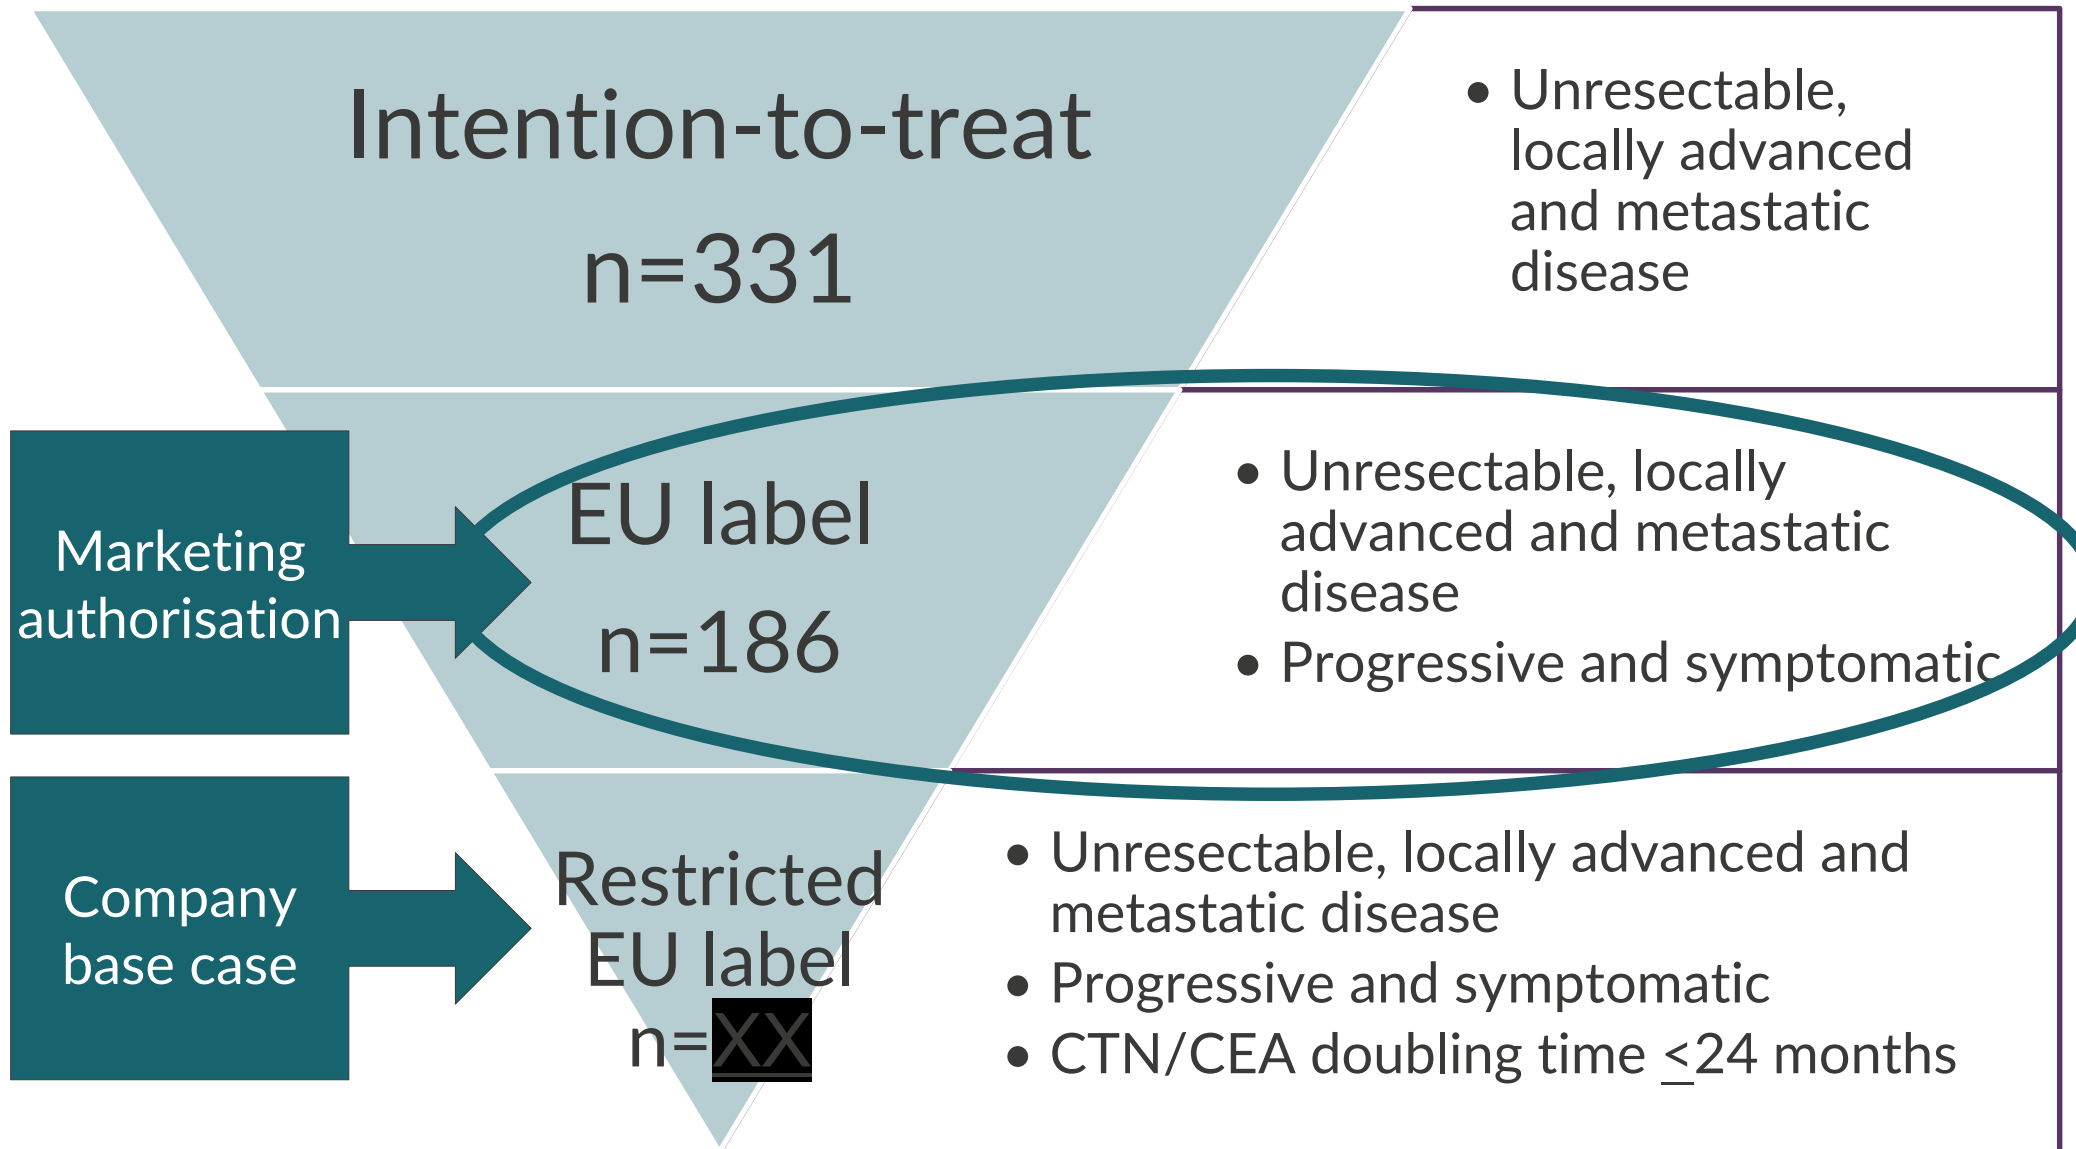 Intention-to-treat
n=331
• Unresectable,
locally advanced
and metastatic
disease
Marketing
authorisation
EU label
n=186
• Unresectable, locally
advanced and metastatic
disease
• Progressive and symptomatic
Company
base case
Restricted
EU label
n=XX
• Unresectable, locally advanced and
metastatic disease
• Progressive and symptomatic
• CTN/CEA doubling time <24 months